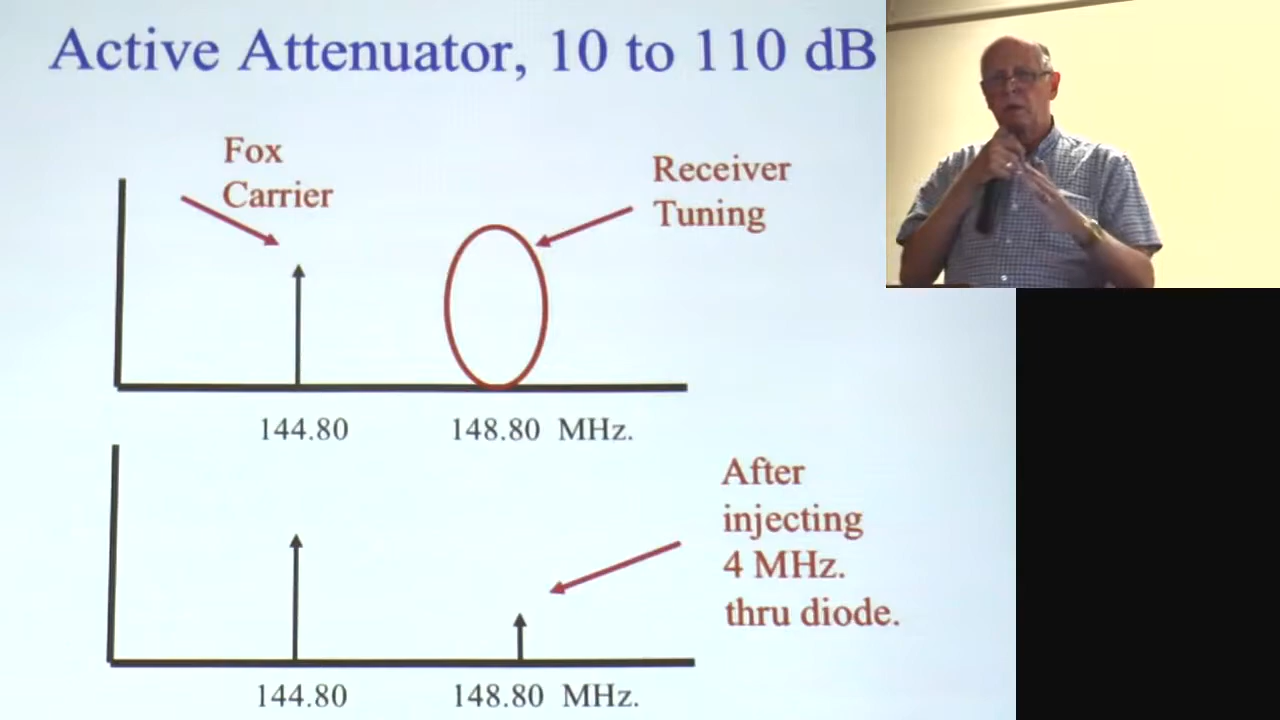 Active Attenuator, 10 to 110 dB
Fox
Carrier
Receiver
Tuning
144.80
148.80 MHz.
After
injecting
4 MHz.
thru diode.
144.80
148.80 MHz.